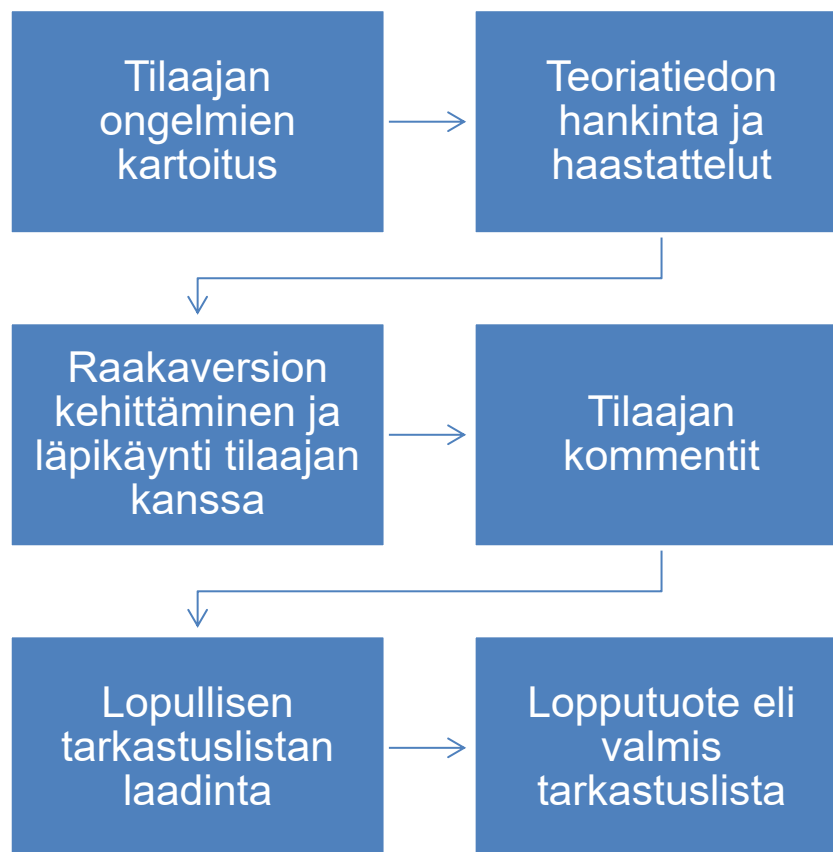 Tilaajan
ongelmien
kartoitus
Teoriatiedon
hankinta ja
haastattelut
Raakaversion
kehittäminen ja
läpikäynti tilaajan
kanssa
Tilaajan
kommentit
Lopullisen
tarkastuslistan
laadinta
Lopputuote eli
valmis
tarkastuslista